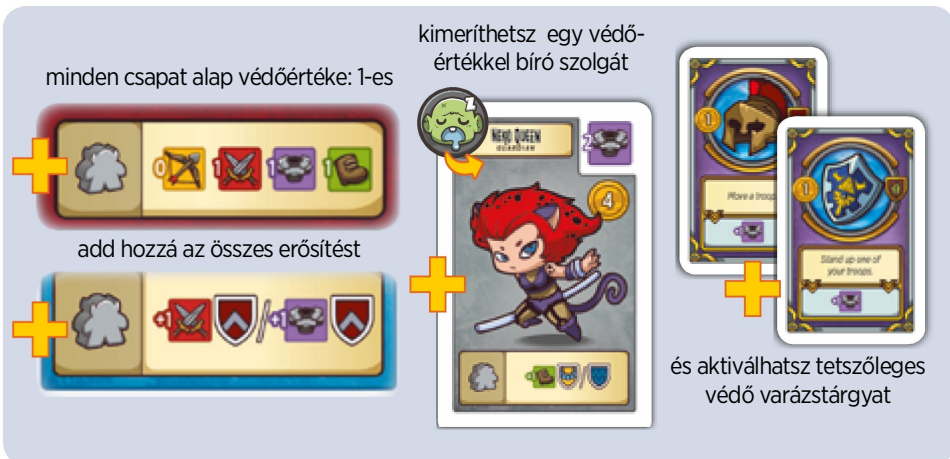 minden csapat alap védőértéke: 1-es
0 1 1 1
add hozzá az összes erősítést
+1 / +1
kimeríthetsz egy védő-
értékkel bíró szolgát
z
NEKO QUEEN
GUARDIAN
2
4
/
1
Move a troop
1
Stand up one of
your troops.
és aktiválhatsz tetszőleges
védő varázstárgyat